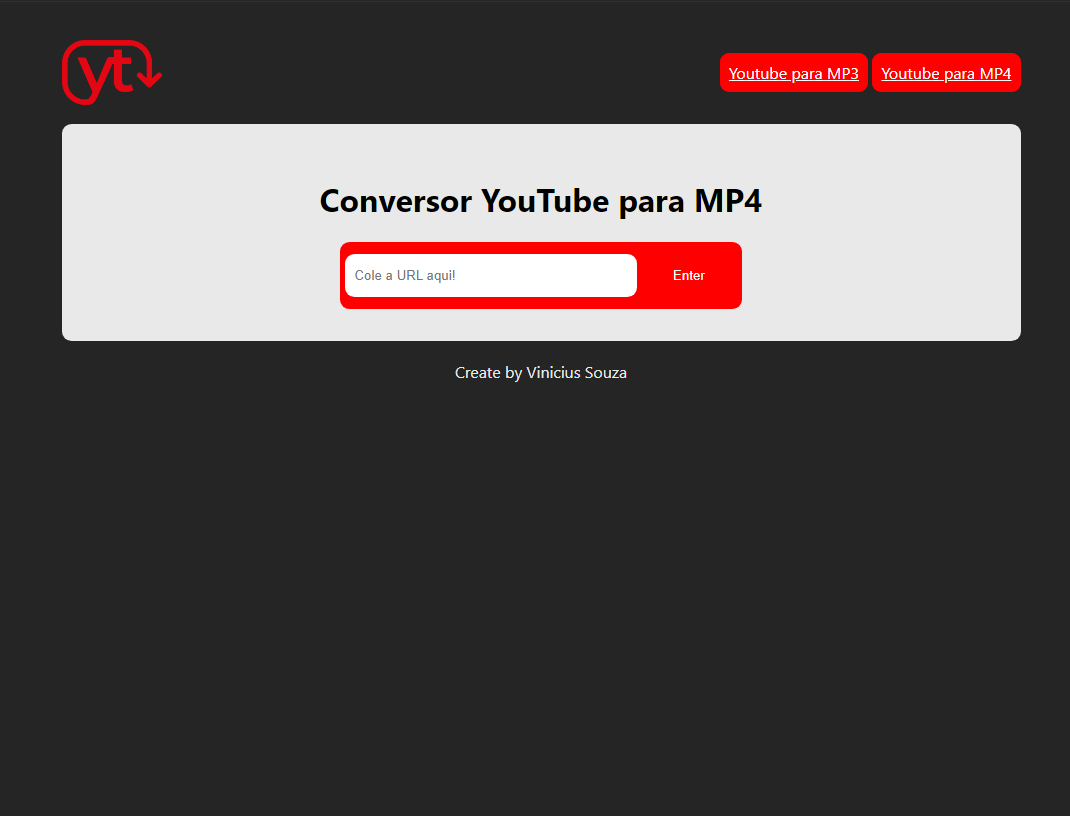 yt
Youtube para MP3 Youtube para MP4
Conversor YouTube para MP4
Cole a URL aqui! Enter
Create by Vinicius Souza